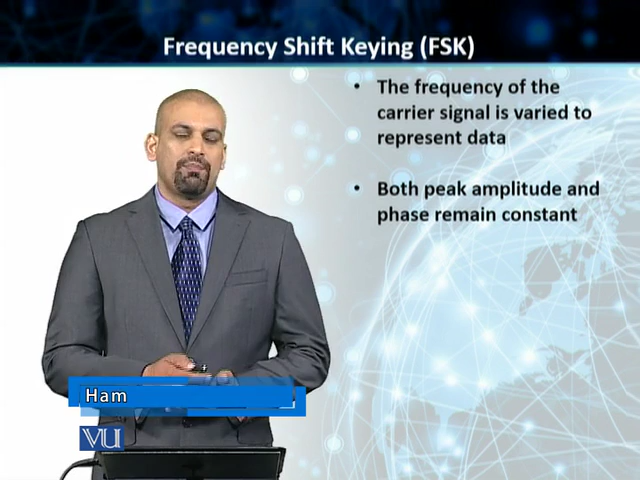 Frequency Shift Keying (FSK)
• The frequency of the
carrier signal is varied to
represent data
• Both peak amplitude and
phase remain constant
Ham
VU